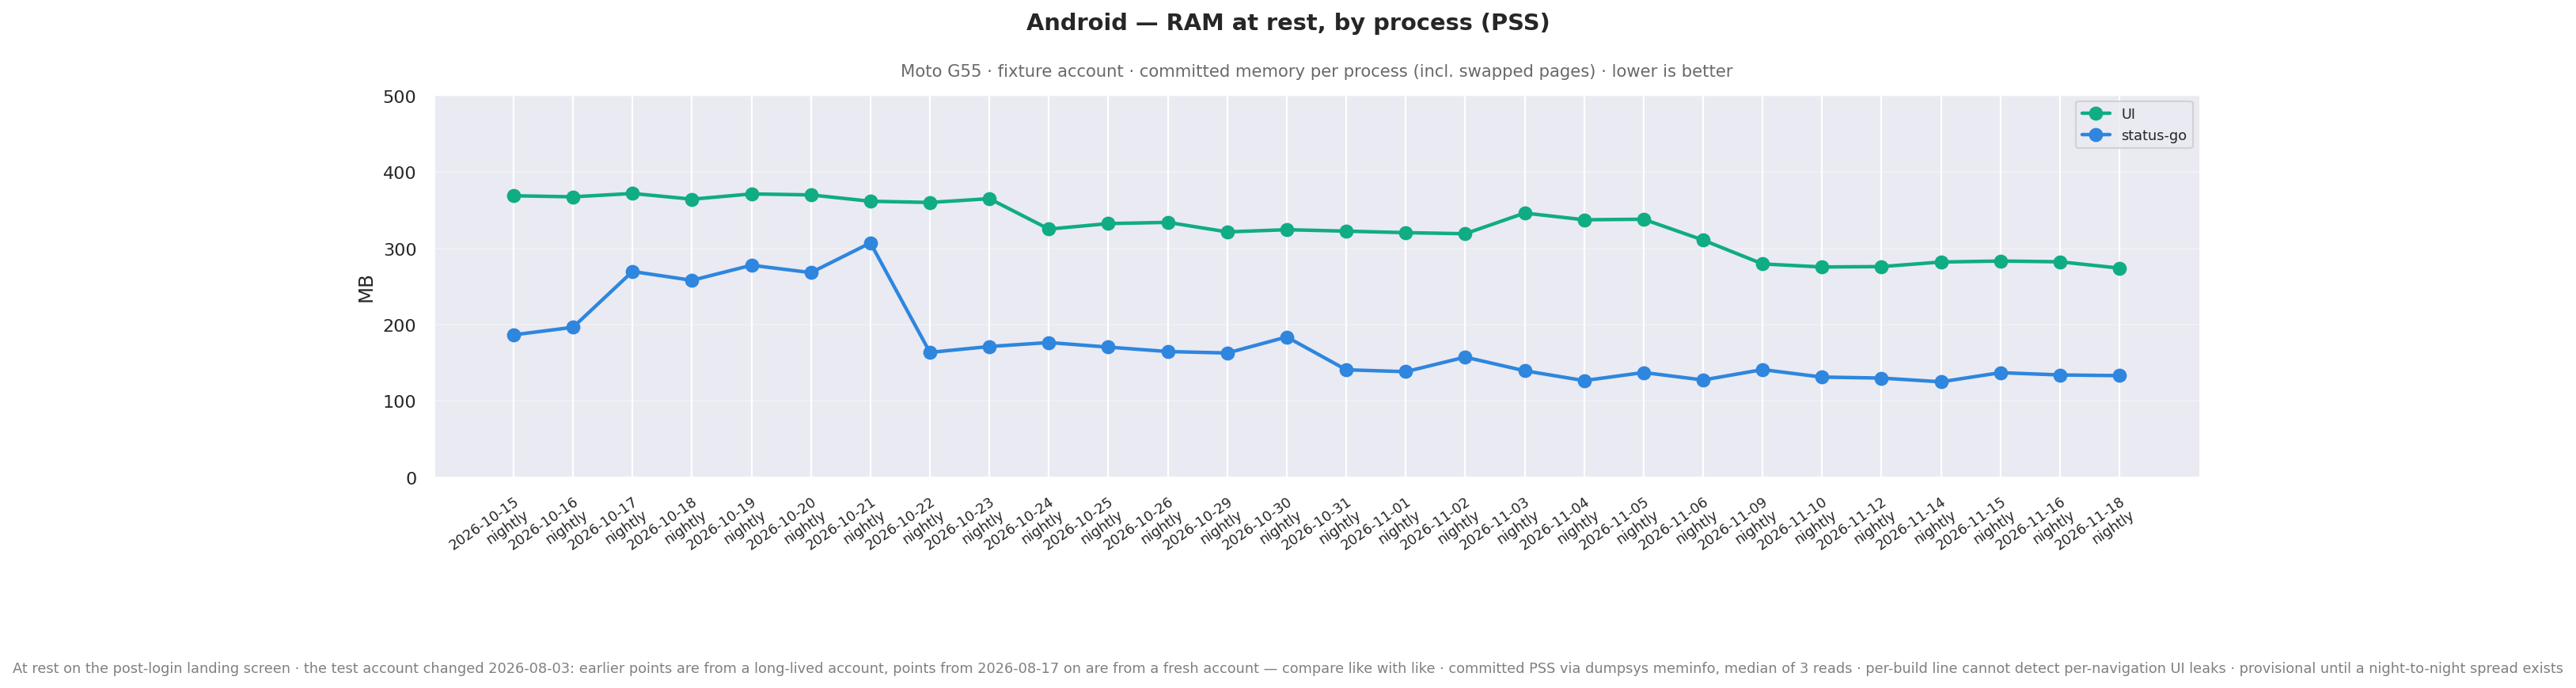 Android — RAM at rest, by process (PSS)
Moto G55 · fixture account · committed memory per process (incl. swapped pages) · lower is better
500
400
300
200
100
0
MB
UI
status-go
2026-10-15
nightly
2026-10-16
nightly
2026-10-17
nightly
2026-10-18
nightly
2026-10-19
nightly
2026-10-20
nightly
2026-10-21
nightly
2026-10-22
nightly
2026-10-23
nightly
2026-10-24
nightly
2026-10-25
nightly
2026-10-26
nightly
2026-10-29
nightly
2026-10-30
nightly
2026-10-31
nightly
2026-11-01
nightly
2026-11-02
nightly
2026-11-03
nightly
2026-11-04
nightly
2026-11-05
nightly
2026-11-06
nightly
2026-11-09
nightly
2026-11-10
nightly
2026-11-12
nightly
2026-11-14
nightly
2026-11-15
nightly
2026-11-16
nightly
2026-11-18
nightly
At rest on the post-login landing screen · the test account changed 2026-08-03: earlier points are from a long-lived account, points from 2026-08-17 on are from a fresh account — compare like with like · committed PSS via dumpsys meminfo, median of 3 reads · per-build line cannot detect per-navigation UI leaks · provisional until a night-to-night spread exists